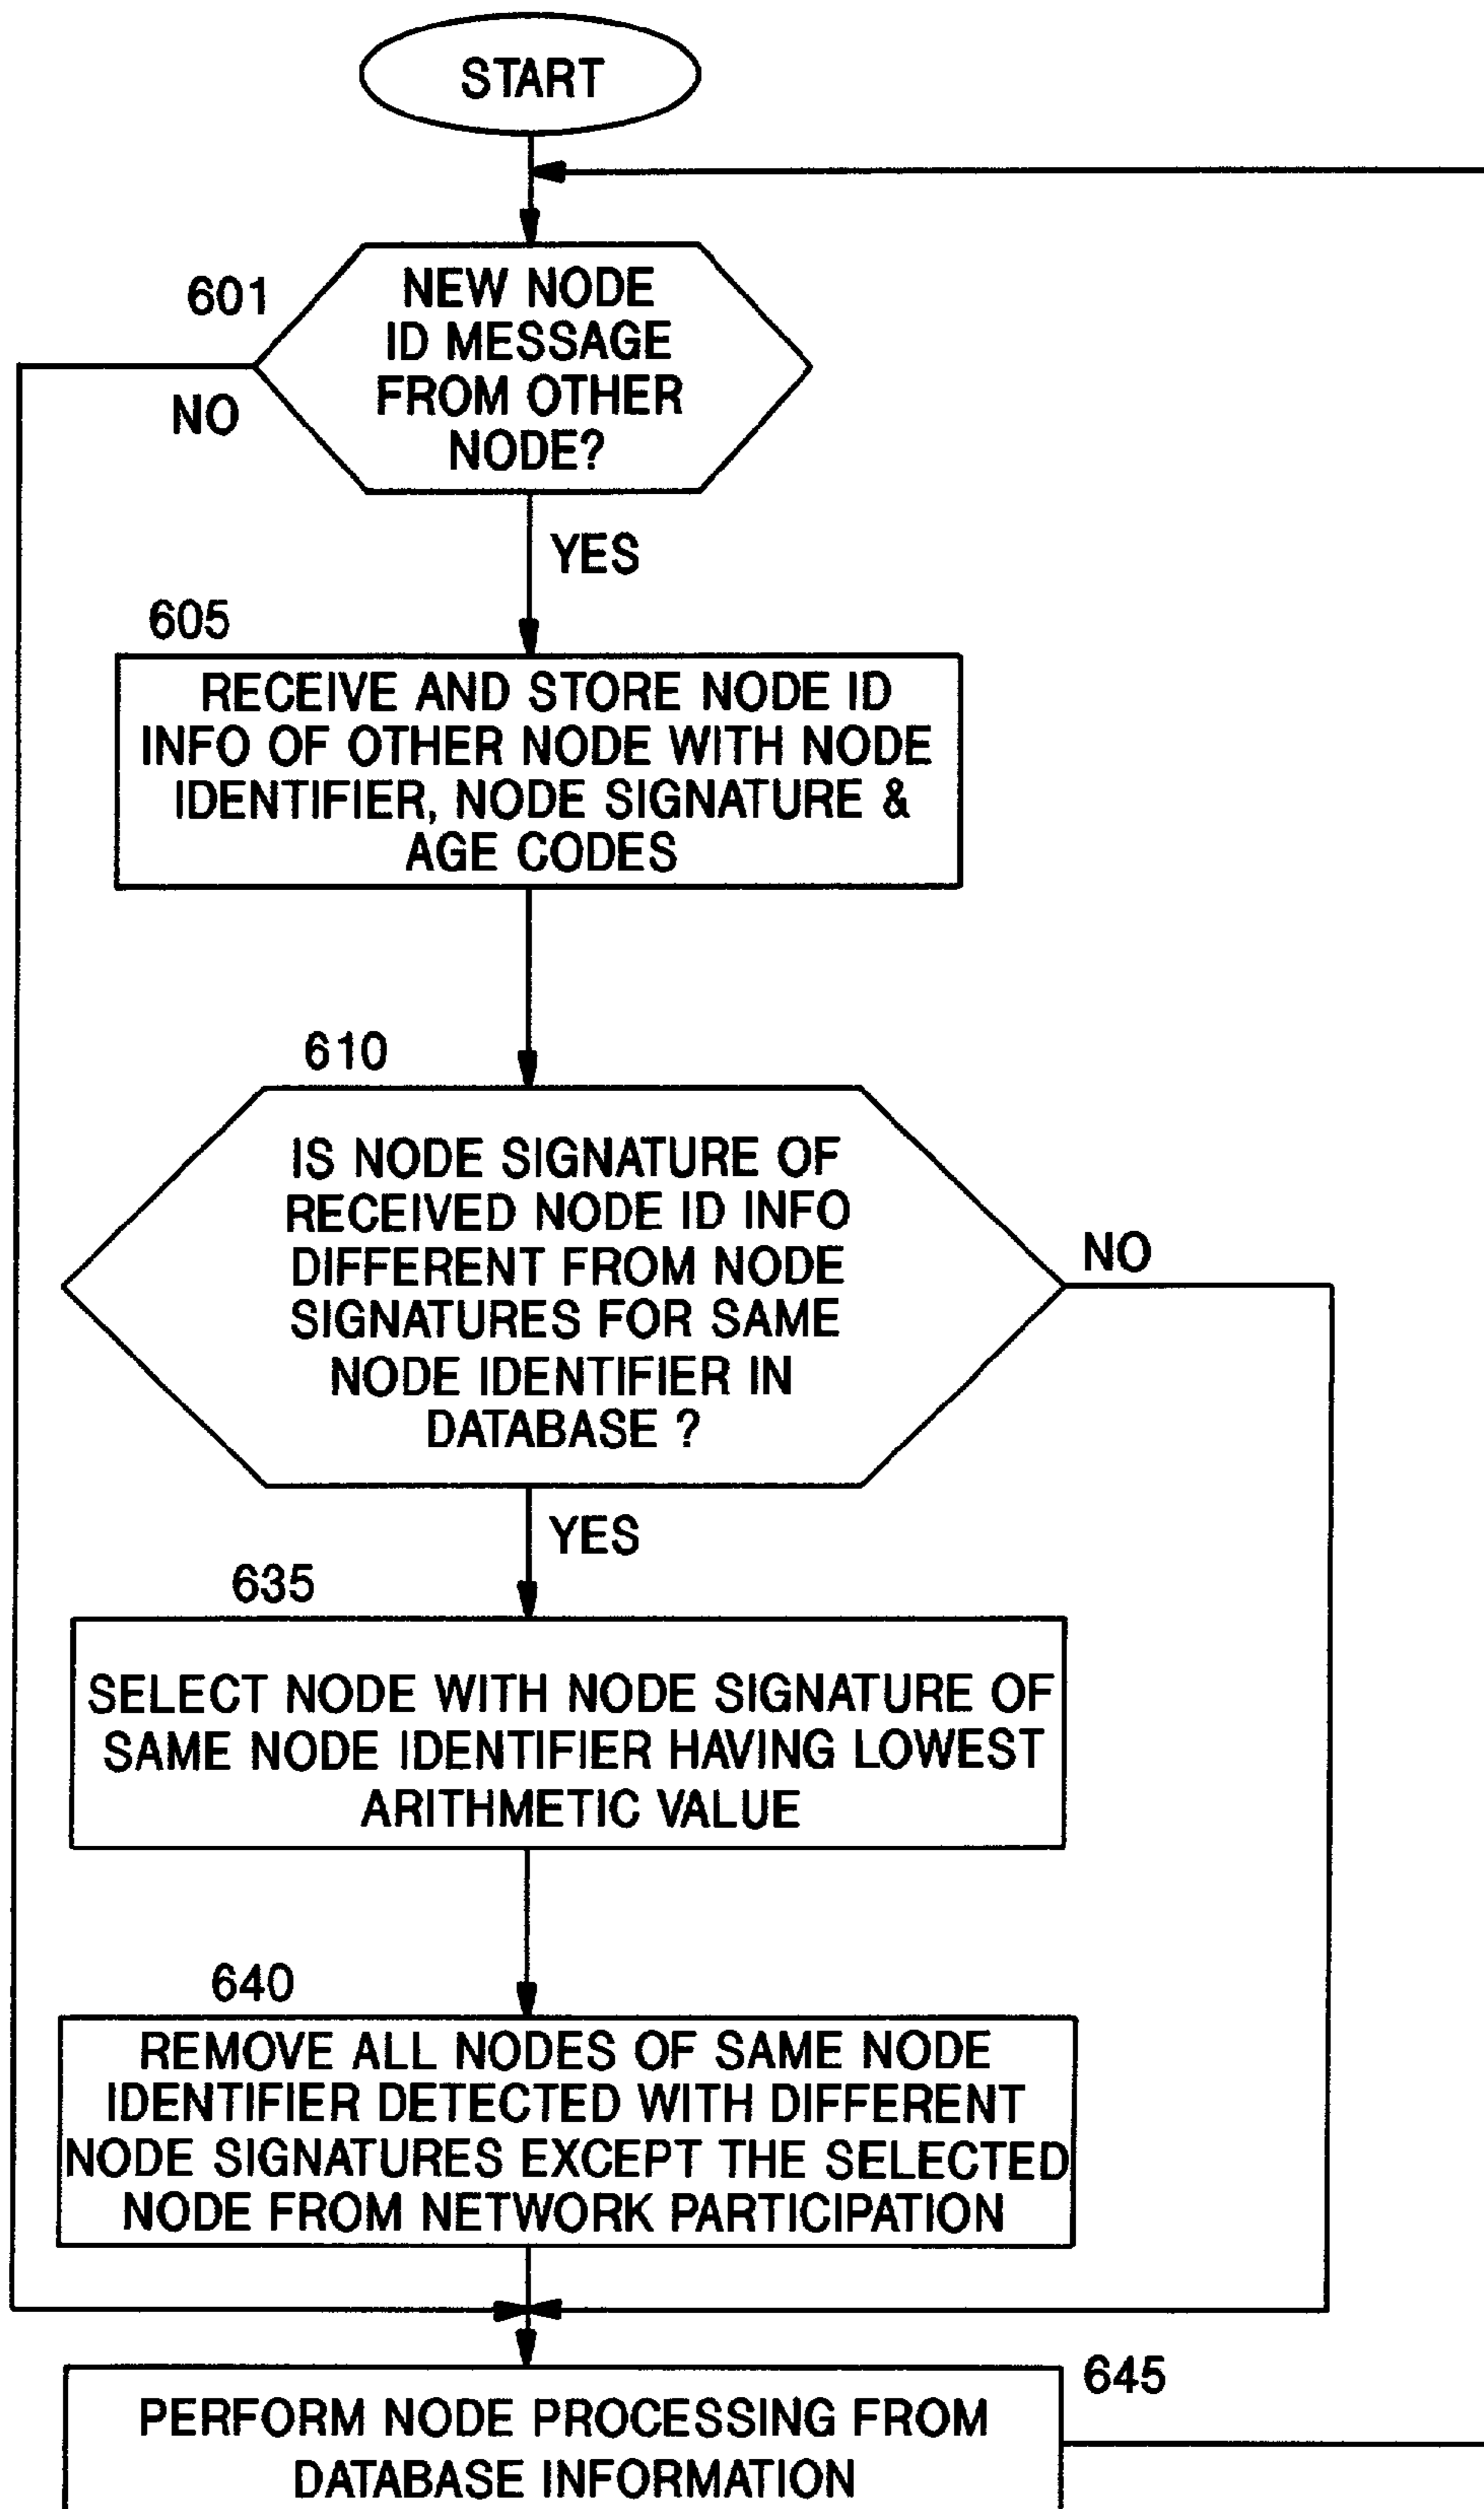 START
601
NEW NODE
ID MESSAGE
FROM OTHER
NODE?
NO
YES
605
RECEIVE AND STORE NODE ID
INFO OF OTHER NODE WITH NODE
IDENTIFIER, NODE SIGNATURE &
AGE CODES
610
IS NODE SIGNATURE OF
RECEIVED NODE ID INFO
DIFFERENT FROM NODE
SIGNATURES FOR SAME
NODE IDENTIFIER IN
DATABASE ?
NO
YES
635
SELECT NODE WITH NODE SIGNATURE OF
SAME NODE IDENTIFIER HAVING LOWEST
ARITHMETIC VALUE
640
REMOVE ALL NODES OF SAME NODE
IDENTIFIER DETECTED WITH DIFFERENT
NODE SIGNATURES EXCEPT THE SELECTED
NODE FROM NETWORK PARTICIPATION
645
PERFORM NODE PROCESSING FROM
DATABASE INFORMATION